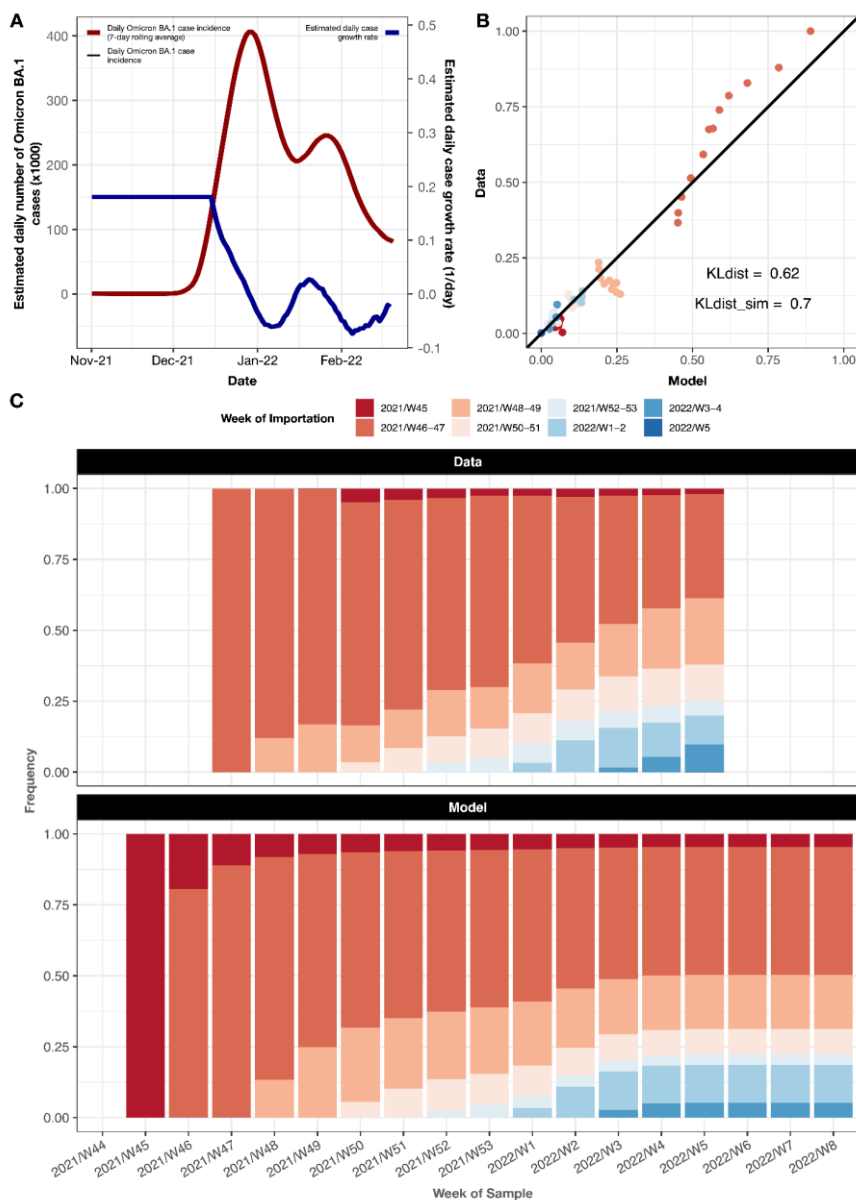 A
Daily Omicron BA.1 case incidence
(7-day rolling average)
Daily Omicron BA.1 case
incidence
Estimated daily case
growth rate
Estimated daily number of Omicron BA.1
cases (x1000)
400
300
200
100
0
0.5
0.4
0.3
0.2
0.1
0.0
-0.1
Estimated daily case growth rate (1/day)
Nov-21 Dec-21 Jan-22 Feb-22
Date
B
Data
1.00
0.75
0.50
0.25
0.00
KLdist = 0.62
KLdist_sim = 0.7
0.00 0.25 0.50 0.75 1.00
Model
C
Week of Importation
2021/W45 2021/W48-49 2021/W52-53 2022/W3-4
2021/W46-47 2021/W50-51 2022/W1-2 2022/W5
Data
1.00
0.75
0.50
0.25
0.00
Frequency
Model
1.00
0.75
0.50
0.25
0.00
2021/W44 2021/W45 2021/W46 2021/W47 2021/W48 2021/W49 2021/W50 2021/W51 2021/W52 2021/W53 2022/W1 2022/W2 2022/W3 2022/W4 2022/W5 2022/W6 2022/W7 2022/W8
Week of Sample